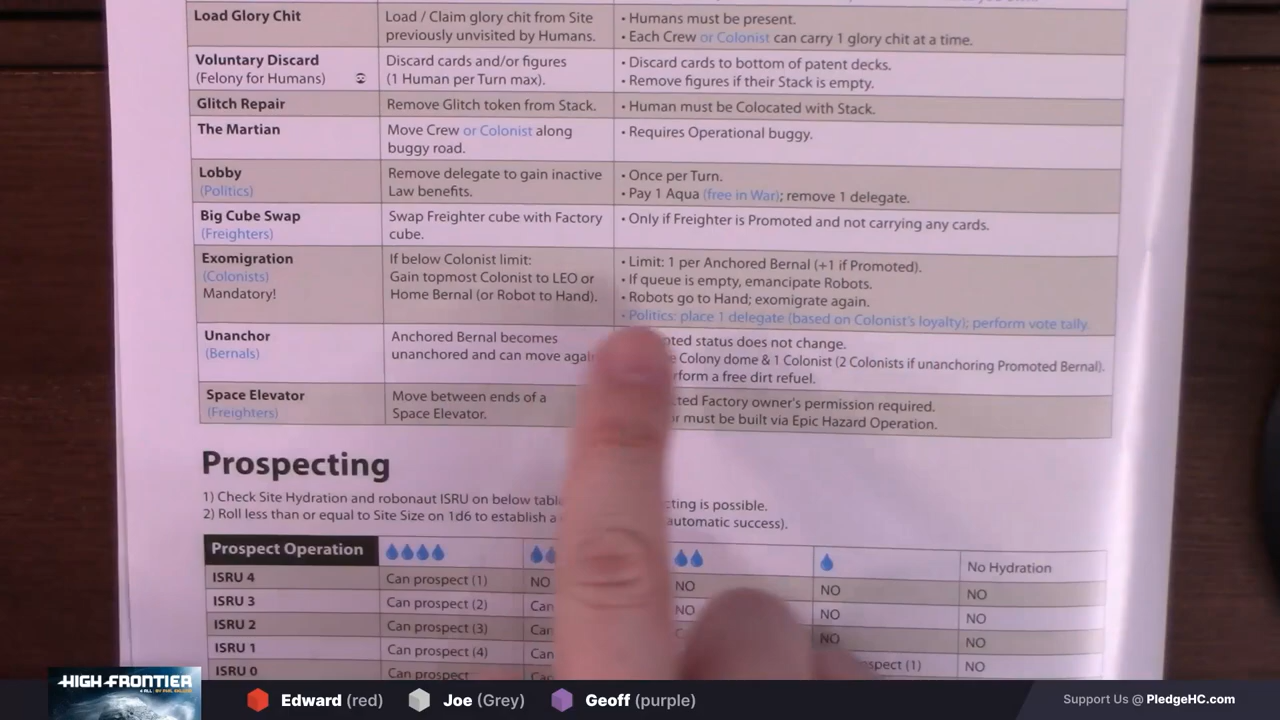 Load Glory Chit
Load / Claim glory chit from Site
previously unvisited by Humans.
• Humans must be present.
• Each Crew or Colonist can carry 1 glory chit at a time.
Voluntary Discard
(Felony for Humans)
Discard cards and/or figures
(1 Human per Turn max).
• Discard cards to bottom of patent decks.
• Remove figures if their Stack is empty.
Glitch Repair
Remove Glitch token from Stack.
• Human must be Colocated with Stack.
The Martian
Move Crew or Colonist along
buggy road.
• Requires Operational buggy.
Lobby
(Politics)
Remove delegate to gain inactive
Law benefits.
• Once per Turn.
• Pay 1 Aqua (free in War); remove 1 delegate.
Big Cube Swap
(Freighters)
Swap Freighter cube with Factory
cube.
• Only if Freighter is Promoted and not carrying any cards.
Exomigration
(Colonists)
Mandatory!
If below Colonist limit:
Gain topmost Colonist to LEO or
Home Bernal (or Robot to Hand).
• Limit: 1 per Anchored Bernal (+1 if Promoted).
• If queue is empty, emancipate Robots.
• Robots go to Hand; exomigrate again.
• Politics: place 1 delegate (based on Colonist's loyalty); perform vote tally.
Unanchor
(Bernals)
Anchored Bernal becomes
unanchored and can move again
status does not change.
Colony dome & 1 Colonist (2 Colonists if unanchoring Promoted Bernal).
a free dirt refuel.
Space Elevator
(Freighters)
Move between ends of a
Space Elevator.
Factory owner's permission required.
must be built via Epic Hazard Operation.
Prospecting
1) Check Site Hydration and robonaut ISRU on below is possible.
2) Roll less than or equal to Site Size on 1d6 to establish a automatic success).
Prospect Operation
No Hydration
ISRU 4
Can prospect (1)
NO
NO
NO
NO
ISRU 3
Can prospect (2)
Can
NO
NO
NO
ISRU 2
Can prospect (3)
Can
NO
NO
ISRU 1
Can prospect (4)
Can
(1)
NO
ISRU 0
Can prospect
HIGH FRONTIER
4 ALL
Edward (red)
Joe (Grey)
Geoff (purple)
Support Us @ PledgeHC.com